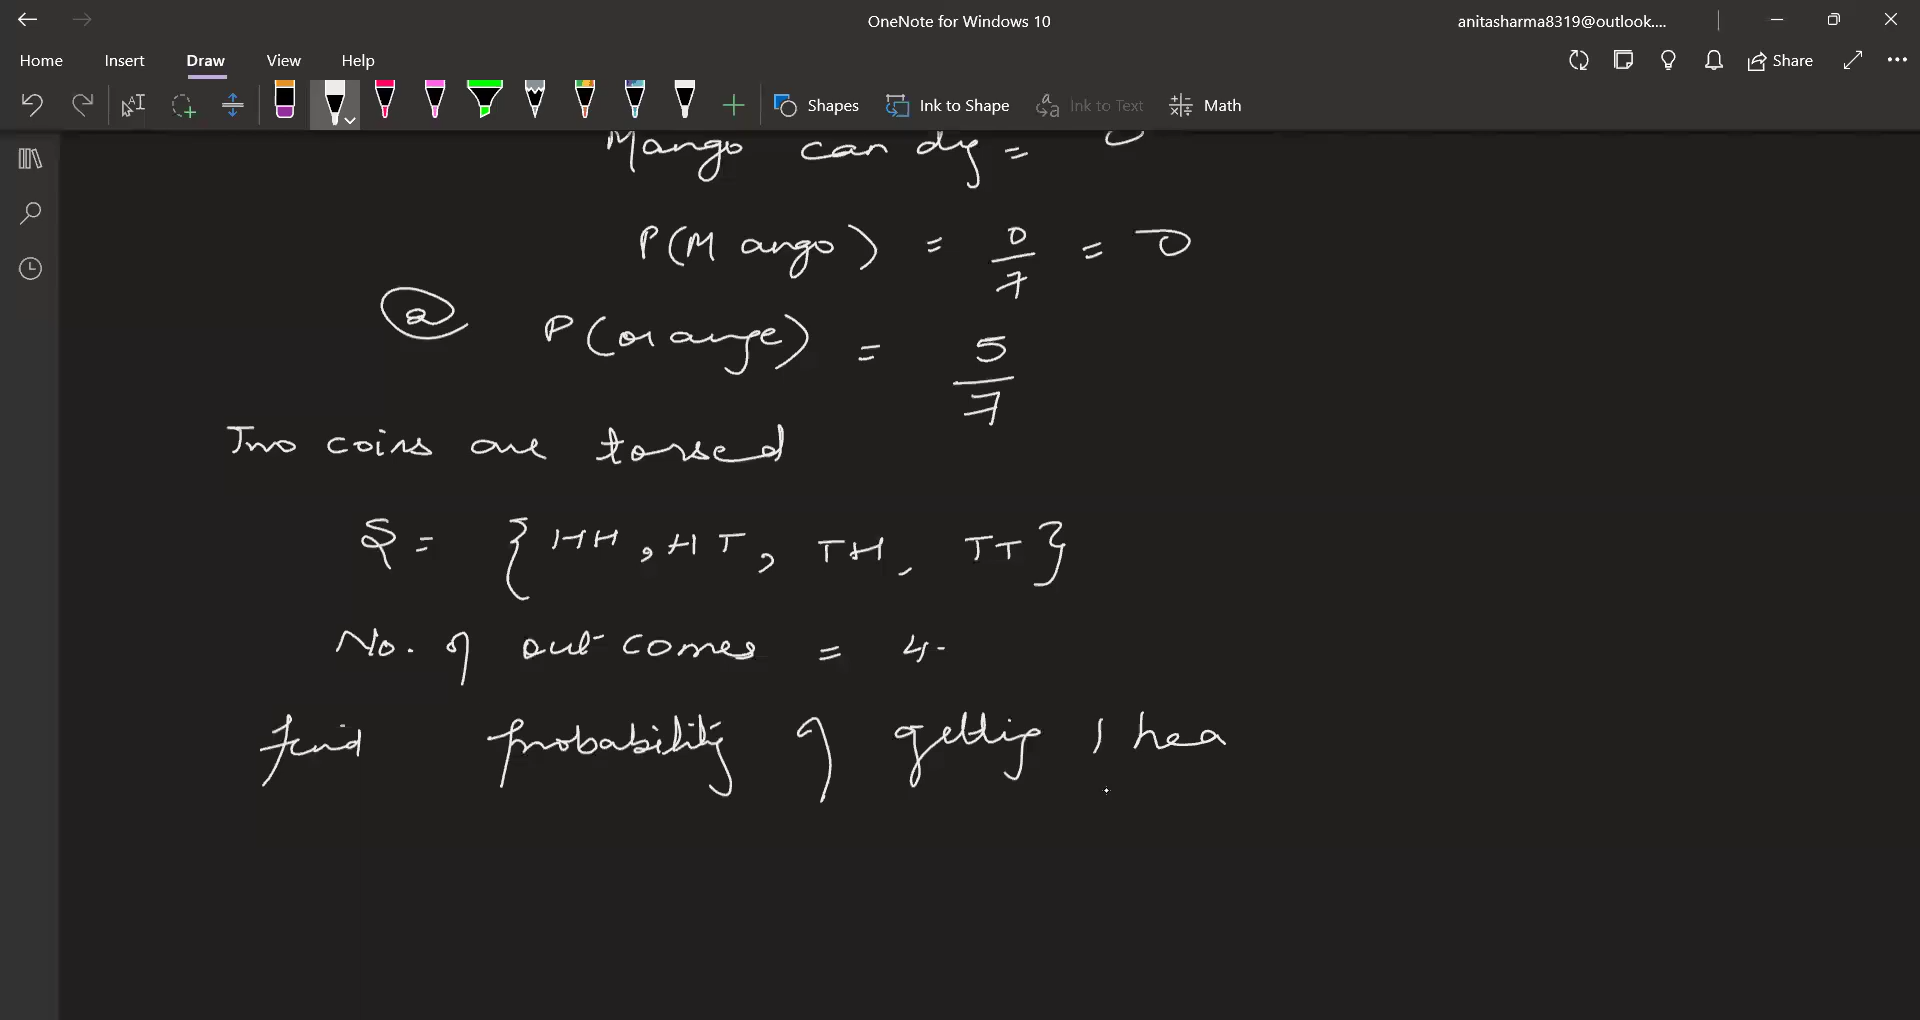 OneNote for Windows 10
anitasharma8319@outlook....
Home Insert Draw View Help
Share
Shapes Ink to Shape Ink to Text Math
Mango candy =
P(Mango) = 0/7 = 0
a P(orange) = 5/7
Two coins are tossed
S = {HH, HT, TH, TT}
No. of outcomes = 4
find probability of getting 1 hea